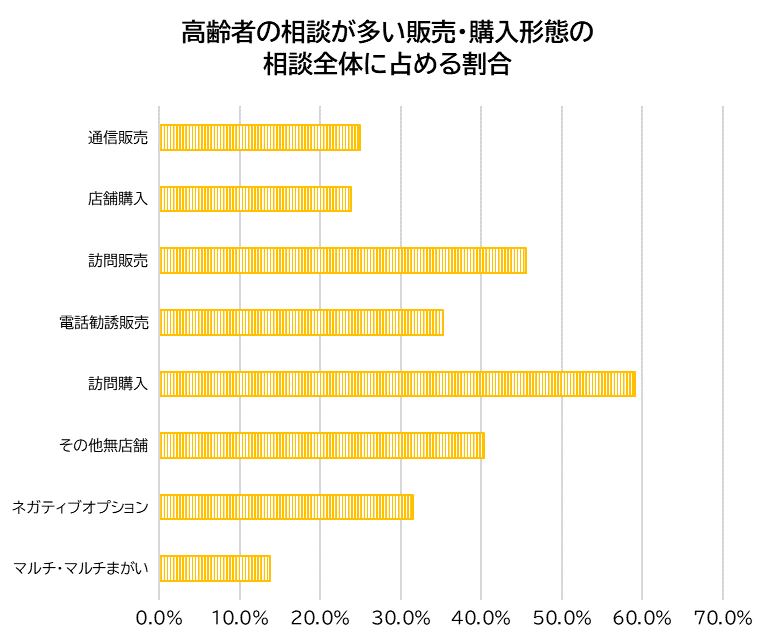 高齢者の相談が多い販売・購入形態の
相談全体に占める割合
通信販売
店舗購入
訪問販売
電話勧誘販売
訪問購入
その他無店舗
ネガティブオプション
マルチ・マルチまがい
0.0% 10.0% 20.0% 30.0% 40.0% 50.0% 60.0% 70.0%